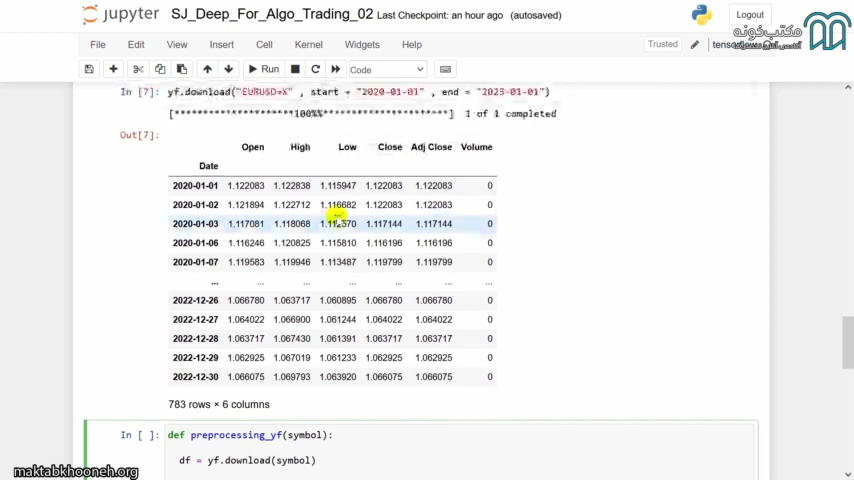 jupyter SJ_Deep_For_Algo_Trading_02 Last Checkpoint: an hour ago (autosaved) Logout
مکتب‌خونه
File Edit View Insert Cell Kernel Widgets Help Trusted
Run Code
In [7]: yf.download("EURUSD=X" , start = "2020-01-01" , end = "2023-01-01")
[*********************100%%**********************] 1 of 1 completed
Out[7]:
Open High Low Close Adj Close Volume
Date
2020-01-01 1.122083 1.122838 1.115947 1.122083 1.122083 0
2020-01-02 1.121894 1.122712 1.116682 1.122083 1.122083 0
2020-01-03 1.117081 1.118068 1.117144 1.117144 0
2020-01-06 1.116246 1.120825 1.115810 1.116196 1.116196 0
2020-01-07 1.119583 1.119946 1.113487 1.119799 1.119799 0
... ... ... ... ... ... ...
2022-12-26 1.066780 1.063717 1.060895 1.066780 1.066780 0
2022-12-27 1.064022 1.066900 1.061244 1.064022 1.064022 0
2022-12-28 1.063717 1.067430 1.061391 1.063717 1.063717 0
2022-12-29 1.062925 1.067019 1.061233 1.062925 1.062925 0
2022-12-30 1.066075 1.069793 1.063920 1.066075 1.066075 0
783 rows × 6 columns
In [ ]: def preprocessing_yf(symbol):
df = yf.download(symbol)
maktabkhooneh.org